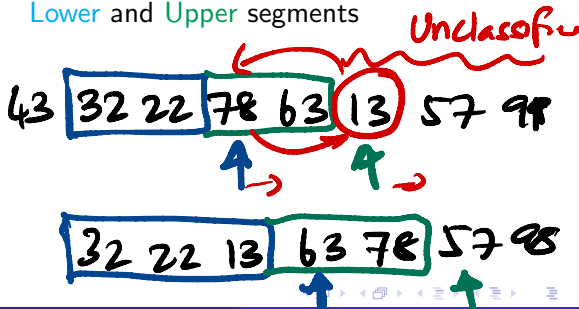 Lower and Upper segments
Unclassifie
43 32 22 78 63 13 57 98
32 22 13 63 78 57 98